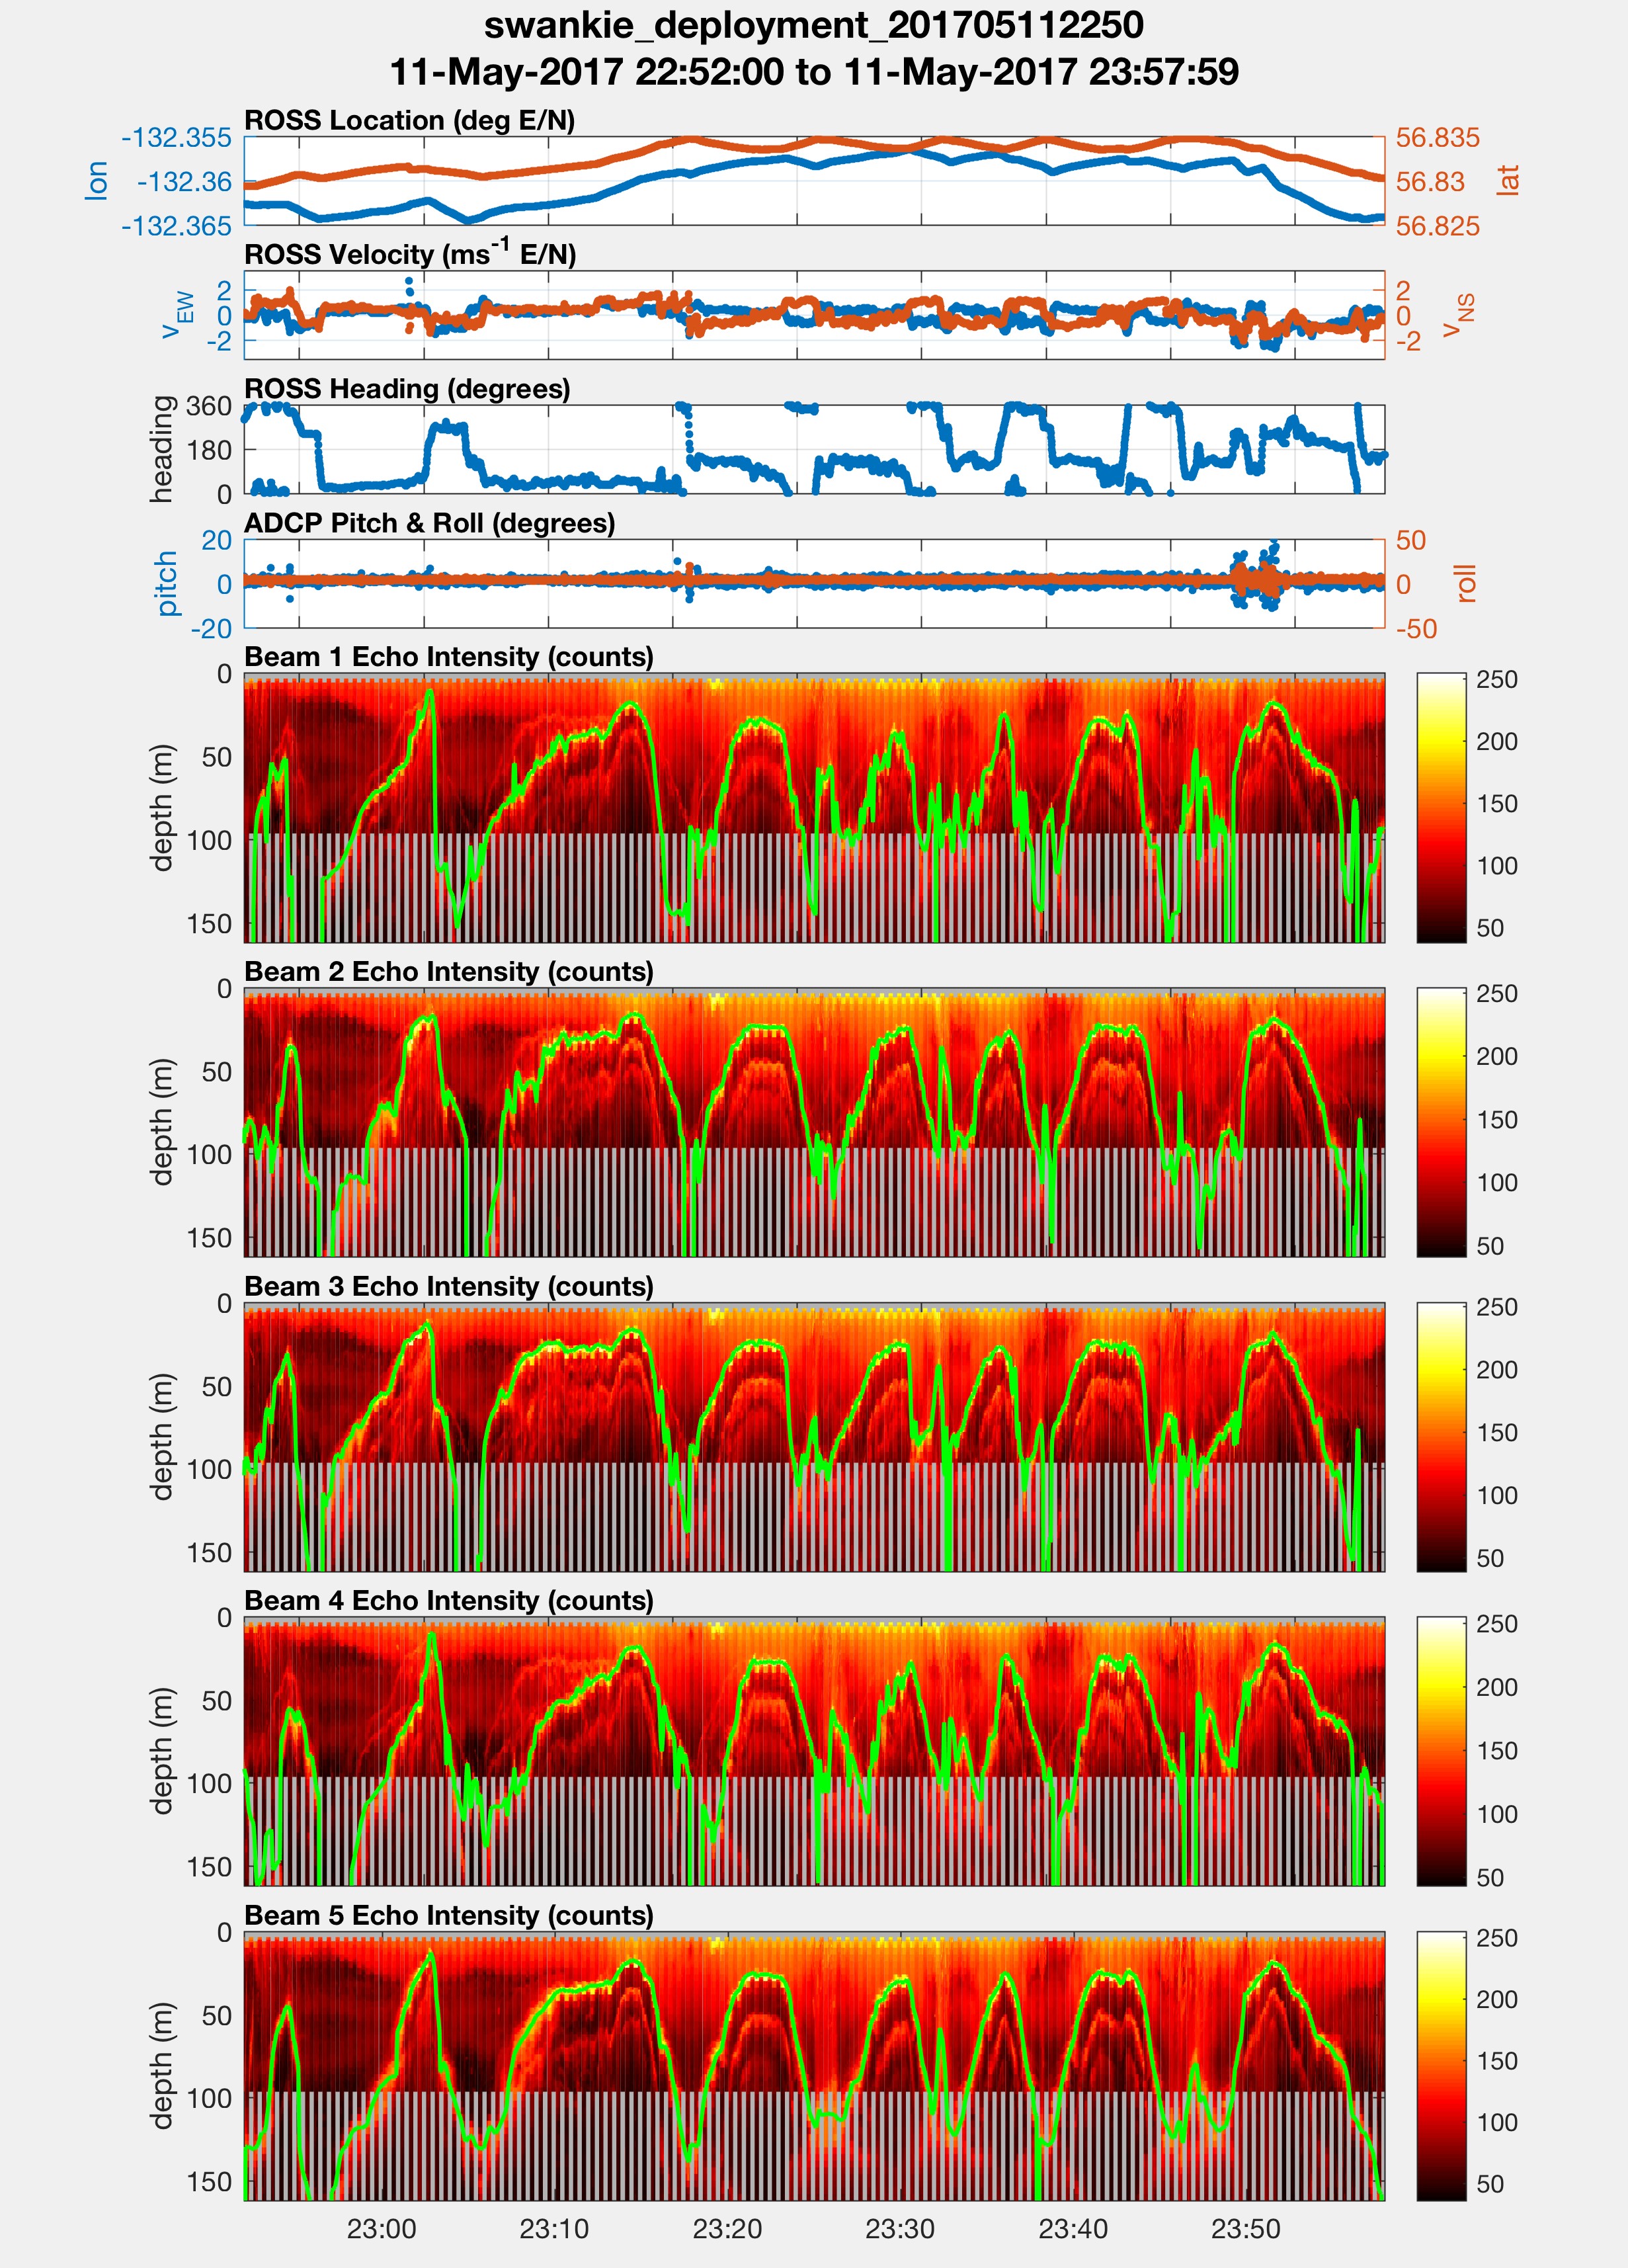 swankie_deployment_201705112250
11-May-2017 22:52:00 to 11-May-2017 23:57:59
ROSS Location (deg E/N)
-132.355
-132.36
-132.365
lon
56.835
56.83
56.825
lat
ROSS Velocity (ms-1 E/N)
2
0
-2
vEW
2
0
-2
vNS
ROSS Heading (degrees)
360
180
0
heading
ADCP Pitch & Roll (degrees)
20
0
-20
pitch
50
0
-50
roll
Beam 1 Echo Intensity (counts)
0
50
100
150
depth (m)
250
200
150
100
50
Beam 2 Echo Intensity (counts)
0
50
100
150
depth (m)
250
200
150
100
50
Beam 3 Echo Intensity (counts)
0
50
100
150
depth (m)
250
200
150
100
50
Beam 4 Echo Intensity (counts)
0
50
100
150
depth (m)
250
200
150
100
50
Beam 5 Echo Intensity (counts)
0
50
100
150
depth (m)
250
200
150
100
50
23:00 23:10 23:20 23:30 23:40 23:50